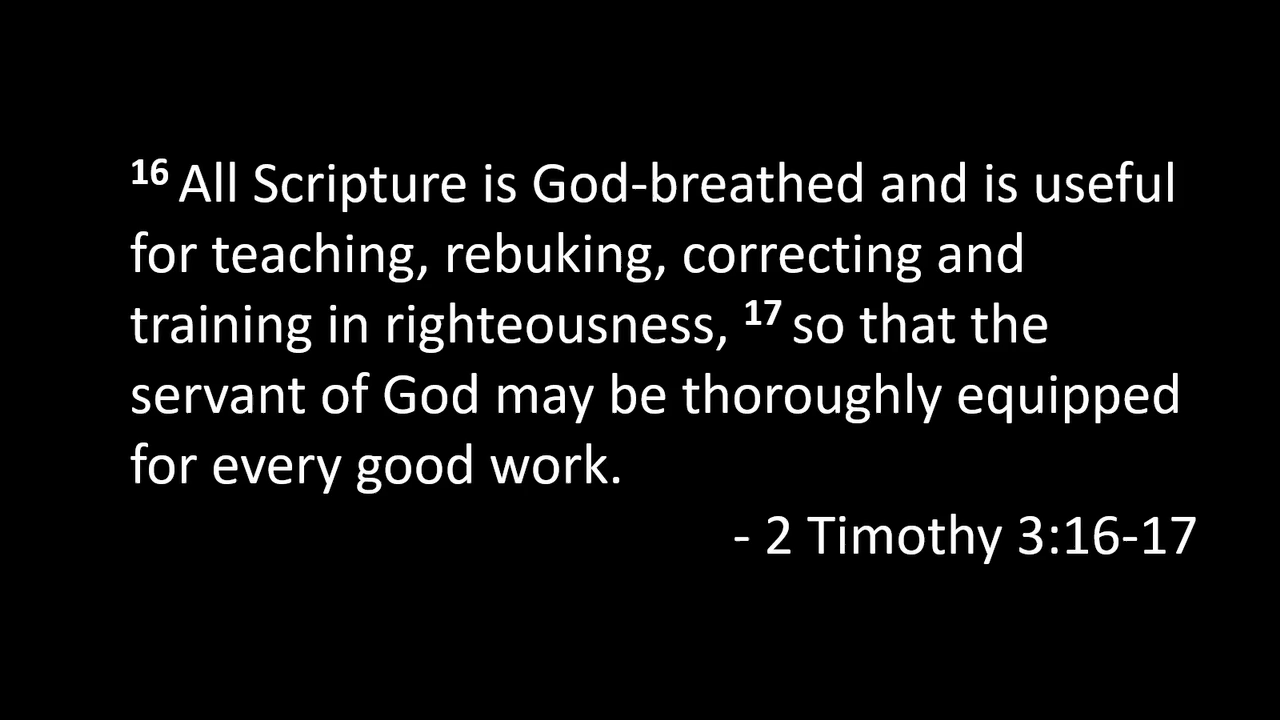 16 All Scripture is God-breathed and is useful
for teaching, rebuking, correcting and
training in righteousness, 17 so that the
servant of God may be thoroughly equipped
for every good work.
- 2 Timothy 3:16-17